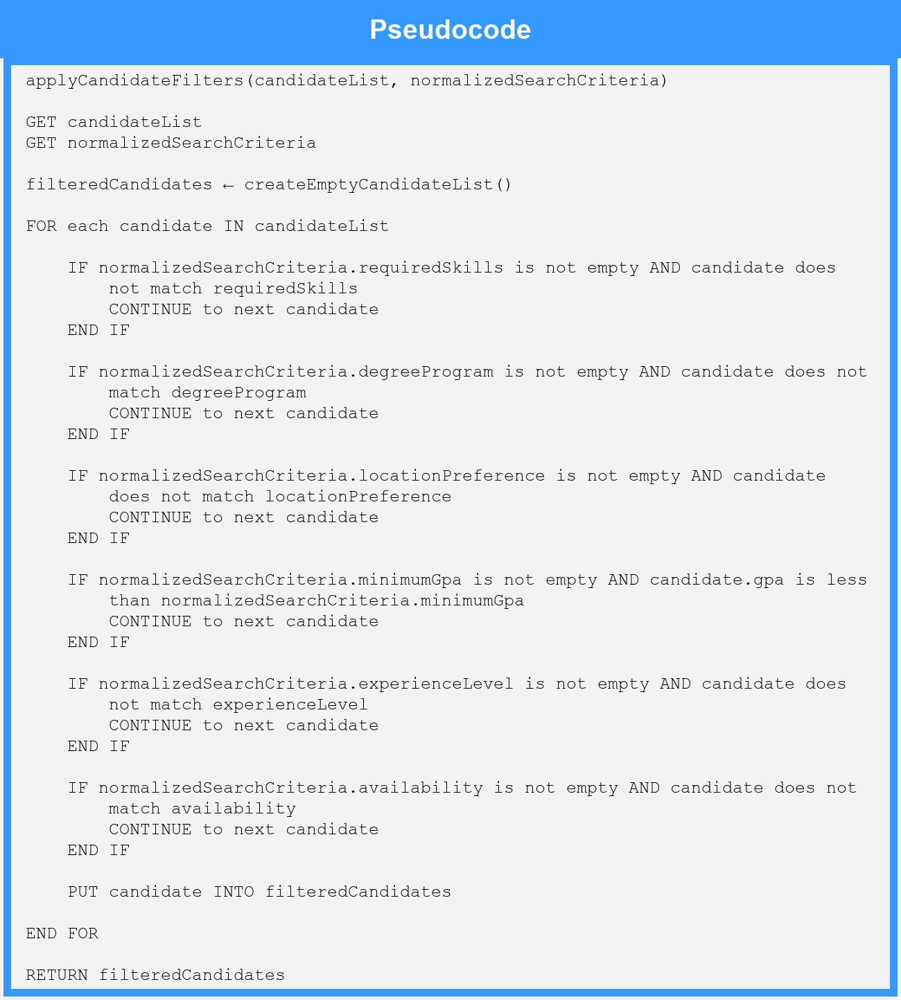 Pseudocode
applyCandidateFilters(candidateList, normalizedSearchCriteria)
GET candidateList
GET normalizedSearchCriteria
filteredCandidates ← createEmptyCandidateList()
FOR each candidate IN candidateList
IF normalizedSearchCriteria.requiredSkills is not empty AND candidate does
not match requiredSkills
CONTINUE to next candidate
END IF
IF normalizedSearchCriteria.degreeProgram is not empty AND candidate does not
match degreeProgram
CONTINUE to next candidate
END IF
IF normalizedSearchCriteria.locationPreference is not empty AND candidate
does not match locationPreference
CONTINUE to next candidate
END IF
IF normalizedSearchCriteria.minimumGpa is not empty AND candidate.gpa is less
than normalizedSearchCriteria.minimumGpa
CONTINUE to next candidate
END IF
IF normalizedSearchCriteria.experienceLevel is not empty AND candidate does
not match experienceLevel
CONTINUE to next candidate
END IF
IF normalizedSearchCriteria.availability is not empty AND candidate does not
match availability
CONTINUE to next candidate
END IF
PUT candidate INTO filteredCandidates
END FOR
RETURN filteredCandidates